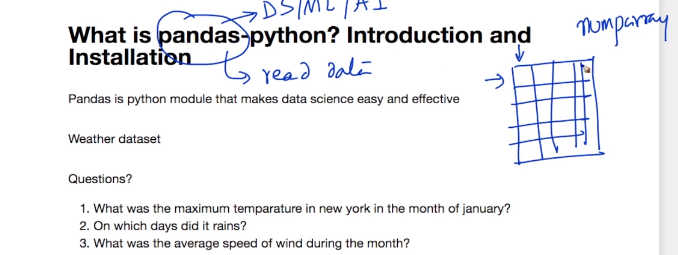 DS/ML/AI
What is pandas-python? Introduction and
Installation
read data
numparray
Pandas is python module that makes data science easy and effective
Weather dataset
Questions?
1. What was the maximum temparature in new york in the month of january?
2. On which days did it rains?
3. What was the average speed of wind during the month?